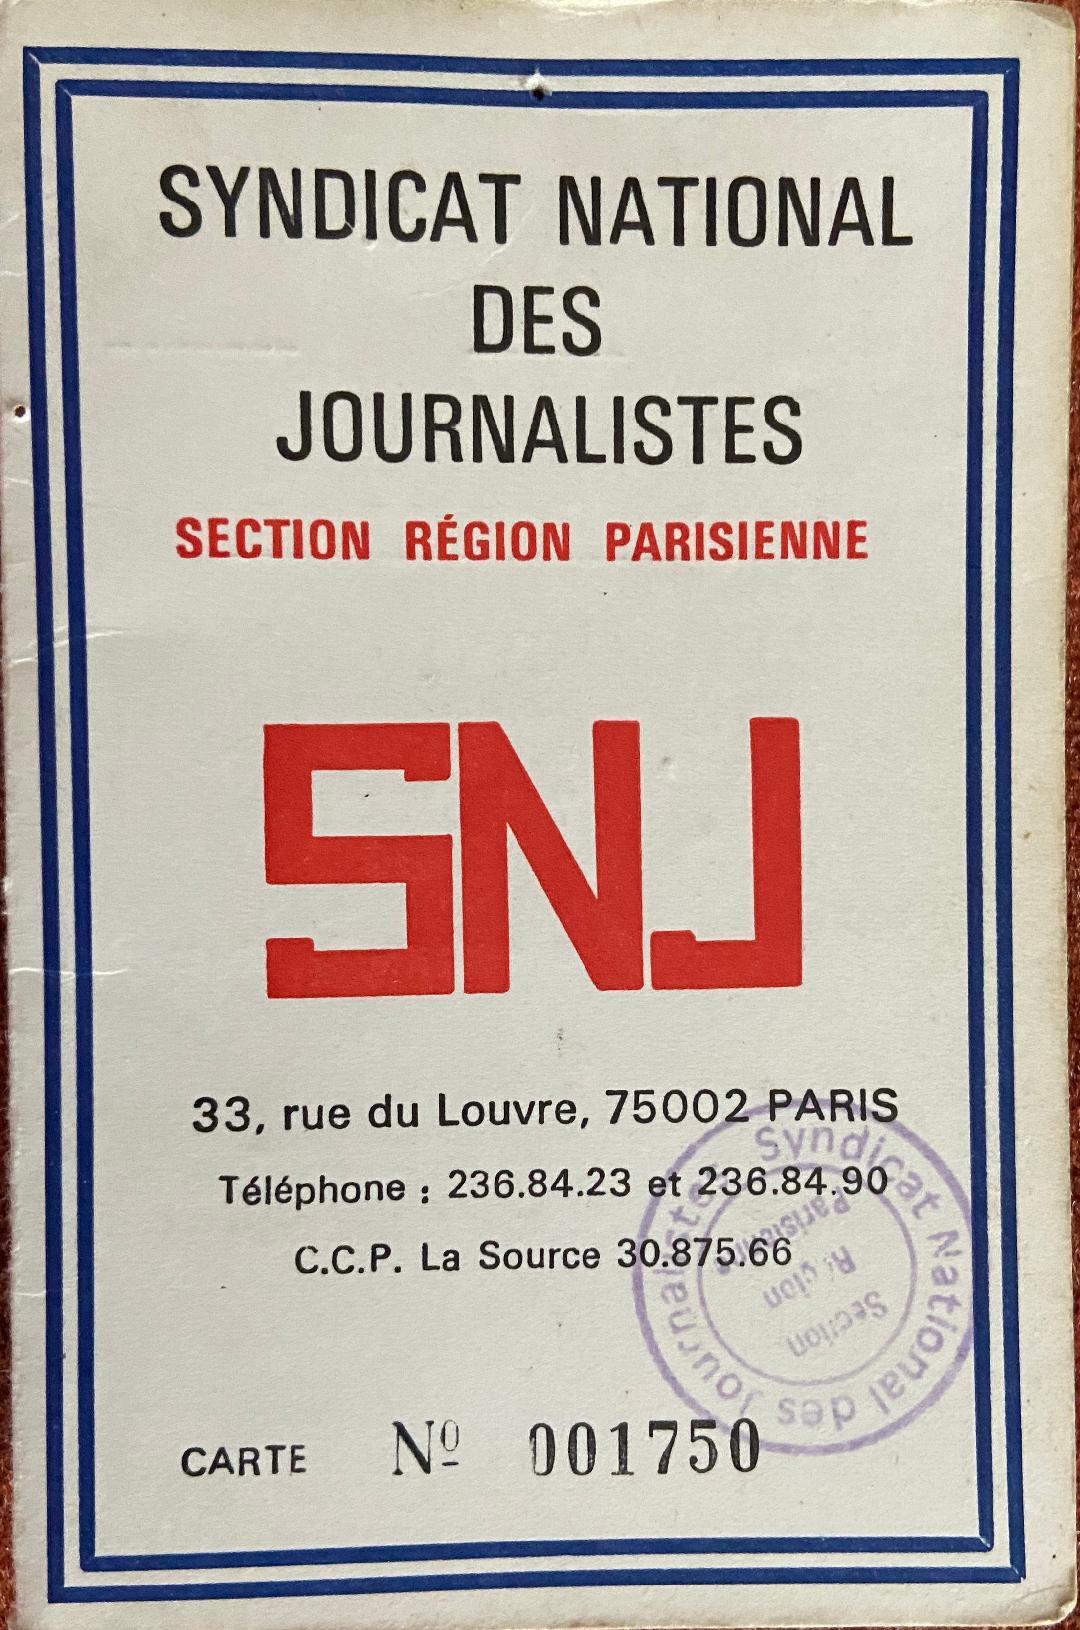 SYNDICAT NATIONAL
DES
JOURNALISTES
SECTION RÉGION PARISIENNE
SNJ
33, rue du Louvre, 75002 PARIS
Téléphone : 236.84.23 et 236.84.90
C.C.P. La Source 30.875.66
Syndicat National des Journalistes
Section
Région
Parisienne
CARTE Nº 001750